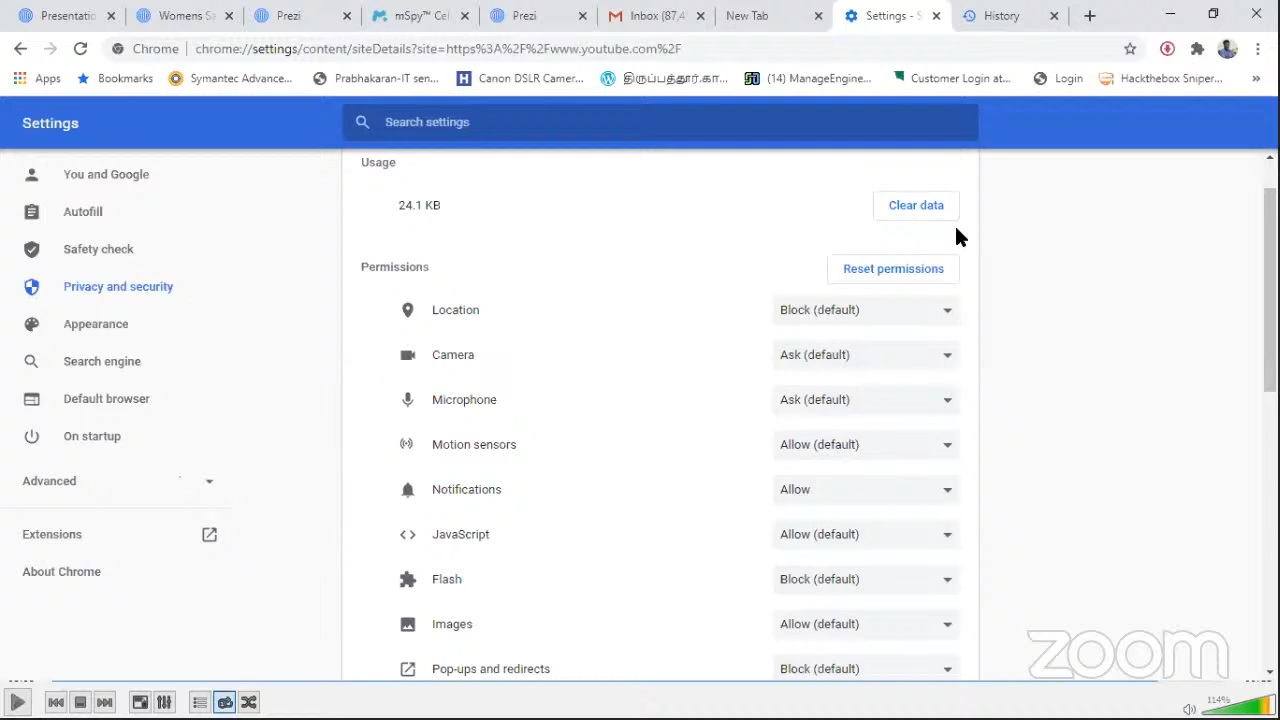 Presentatio
Womens Sa
Prezi
mSpy™ Cel
Prezi
Inbox (87,4
New Tab
Settings - S
History
Chrome
chrome://settings/content/siteDetails?site=https%3A%2F%2Fwww.youtube.com%2F
Apps
Bookmarks
Symantec Advance...
Prabhakaran-IT sen...
Canon DSLR Camer...
திருப்பத்தூர்.கா...
(14) ManageEngine...
Customer Login at...
Login
Hackthebox Sniper...
»
Settings
Search settings
You and Google
Autofill
Safety check
Privacy and security
Appearance
Search engine
Default browser
On startup
Advanced
Extensions
About Chrome
Usage
24.1 KB
Clear data
Permissions
Reset permissions
Location
Block (default)
Camera
Ask (default)
Microphone
Ask (default)
Motion sensors
Allow (default)
Notifications
Allow
JavaScript
Allow (default)
Flash
Block (default)
Images
Allow (default)
Pop-ups and redirects
Block (default)
zoom
114%